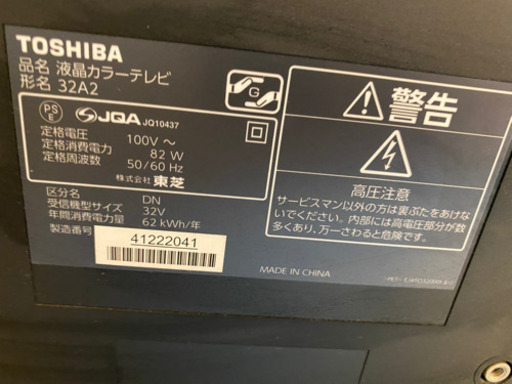 TOSHIBA
品名 液晶カラーテレビ
形名 32A2
G
PS
E
JQA JQ10437
定格電圧 100V～
定格消費電力 82 W
定格周波数 50/60 Hz
株式会社 東芝
区分名 DN
受信機型サイズ 32V
年間消費電力量 62 kWh/年
製造番号
41222041
警告
高圧注意
サービスマン以外の方は裏ぶたをあけな
いでください。内部には高電圧部分が数
多くあり、万一さわると危険です。
MADE IN CHINA